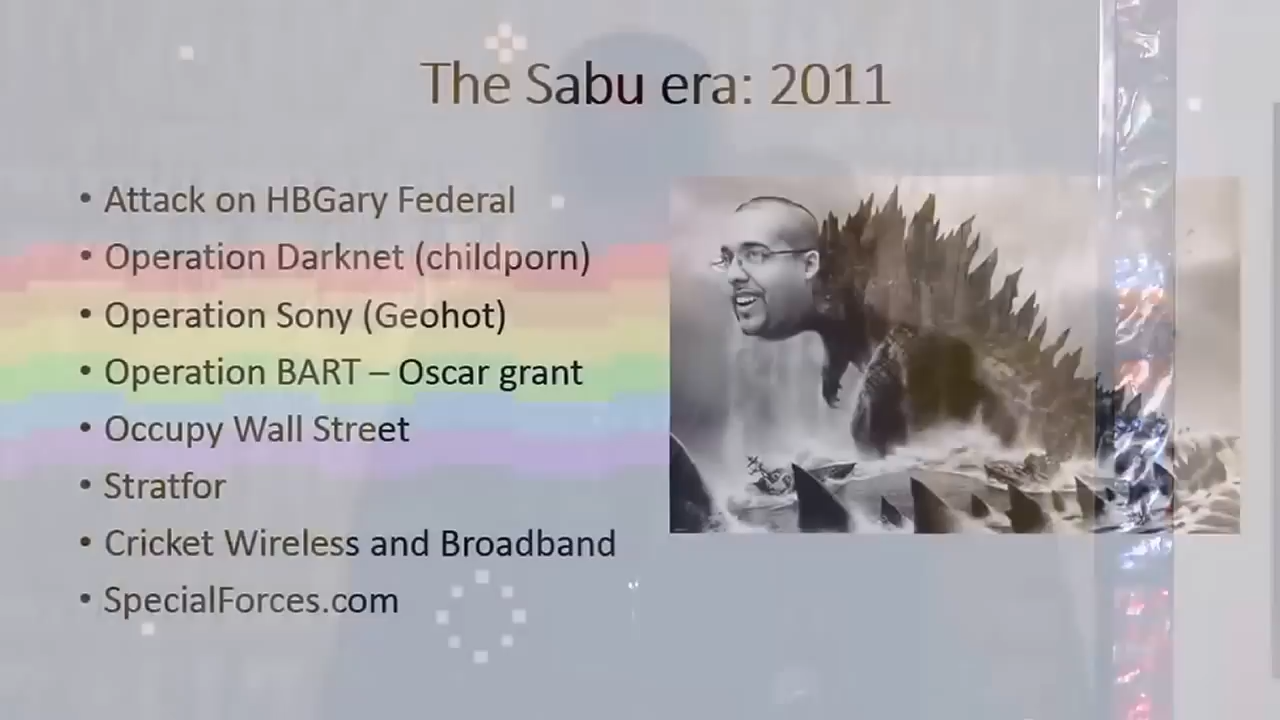 The Sabu era: 2011
• Attack on HBGary Federal
• Operation Darknet (childporn)
• Operation Sony (Geohot)
• Operation BART – Oscar grant
• Occupy Wall Street
• Stratfor
• Cricket Wireless and Broadband
• SpecialForces.com